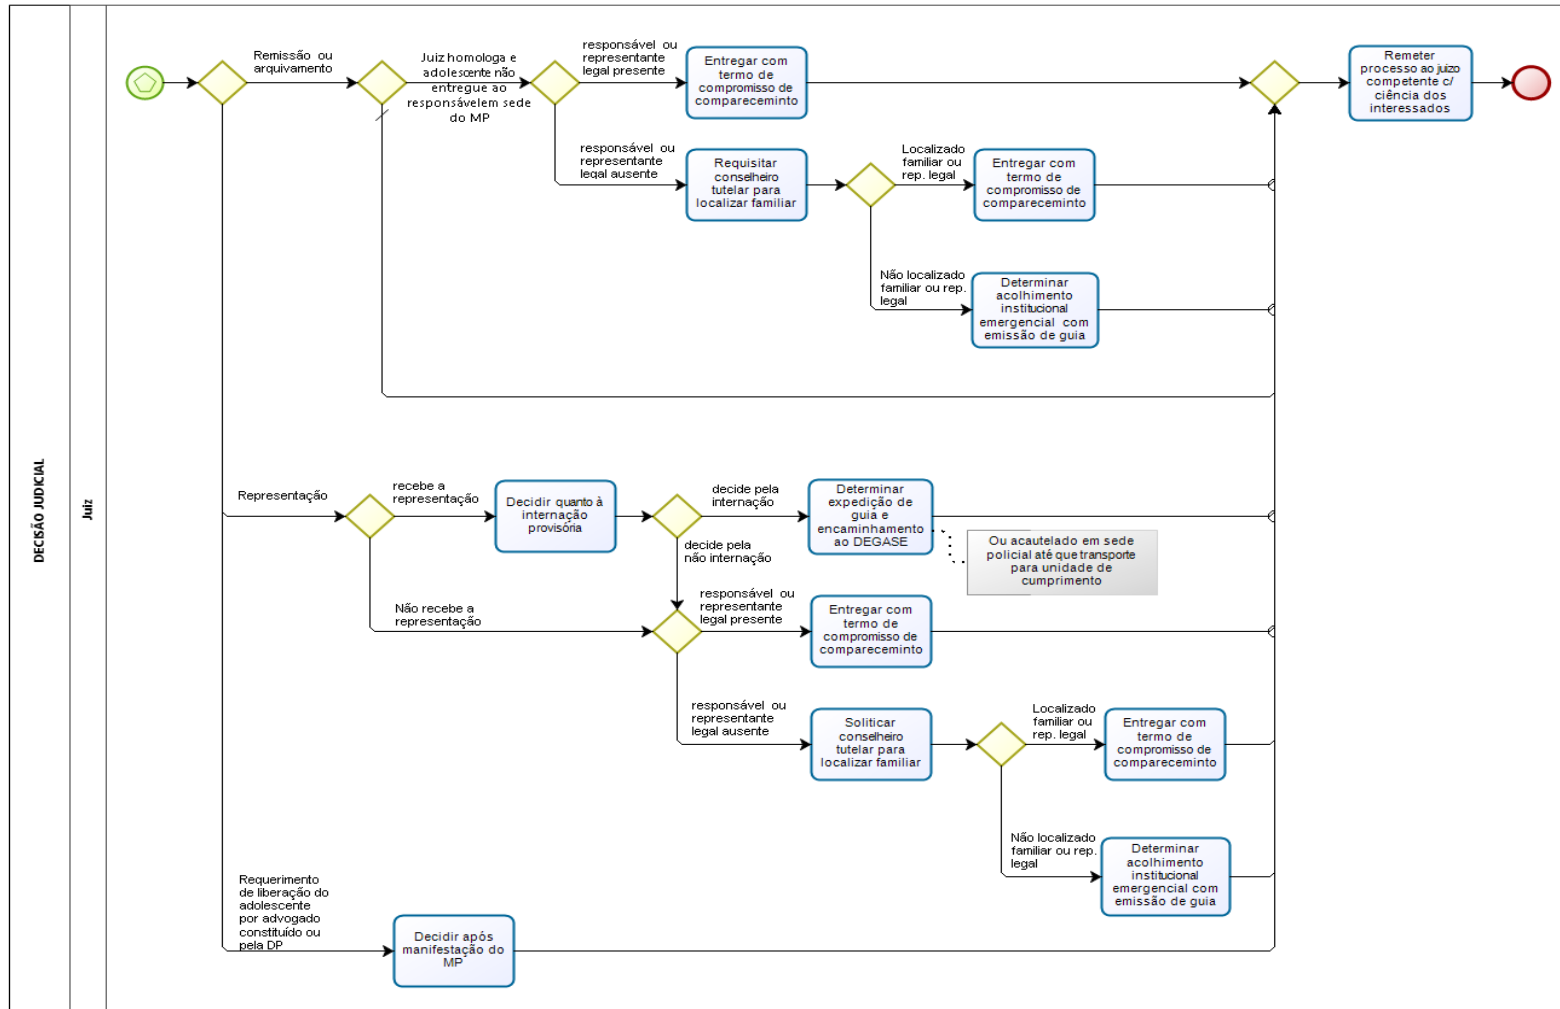 DECISÃO JUDICIAL
Juiz
Remissão ou
arquivamento
Juiz homologa e
adolescente não
entregue ao
responsávelem sede
do MP
responsável ou
representante
legal presente
Entregar com
termo de
compromisso de
compareceminto
Remeter
processo ao juizo
competente c/
ciência dos
interessados
responsável ou
representante
legal ausente
Requisitar
conselheiro
tutelar para
localizar familiar
Localizado
familiar ou
rep. legal
Entregar com
termo de
compromisso de
compareceminto
Não localizado
familiar ou rep.
legal
Determinar
acolhimento
institucional
emergencial com
emissão de guia
Representação
recebe a
representação
Decidir quanto à
internação
provisória
decide pela
internação
Determinar
expedição de
guia e
encaminhamento
ao DEGASE
Ou acautelado em sede
policial até que transporte
para unidade de
cumprimento
decide pela
não internação
Não recebe a
representação
responsável ou
representante
legal presente
Entregar com
termo de
compromisso de
compareceminto
responsável ou
representante
legal ausente
Soliticar
conselheiro
tutelar para
localizar familiar
Localizado
familiar ou
rep. legal
Entregar com
termo de
compromisso de
compareceminto
Não localizado
familiar ou rep.
legal
Determinar
acolhimento
institucional
emergencial com
emissão de guia
Requerimento
de liberação do
adolescente
por advogado
constituído ou
pela DP
Decidir após
manifestação do
MP